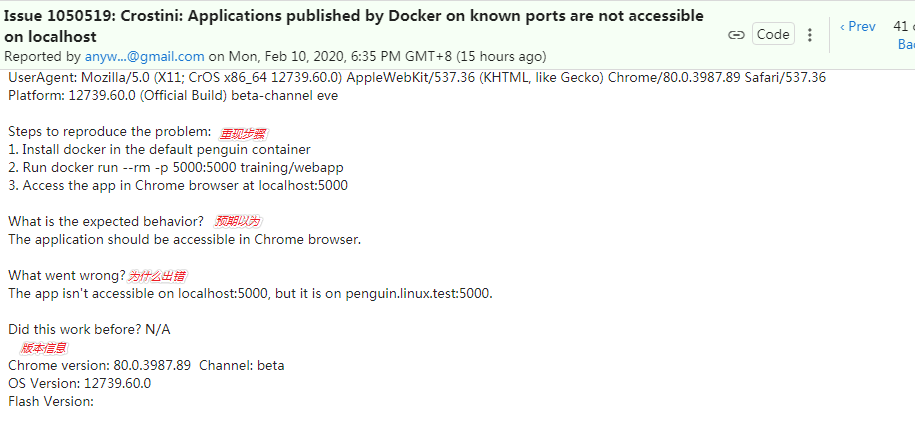 Issue 1050519: Crostini: Applications published by Docker on known ports are not accessible
on localhost
Code
‹ Prev
41
Ba
Reported by anyw...@gmail.com on Mon, Feb 10, 2020, 6:35 PM GMT+8 (15 hours ago)
UserAgent: Mozilla/5.0 (X11; CrOS x86_64 12739.60.0) AppleWebKit/537.36 (KHTML, like Gecko) Chrome/80.0.3987.89 Safari/537.36
Platform: 12739.60.0 (Official Build) beta-channel eve
Steps to reproduce the problem: 重现步骤
1. Install docker in the default penguin container
2. Run docker run --rm -p 5000:5000 training/webapp
3. Access the app in Chrome browser at localhost:5000
What is the expected behavior? 预期以为
The application should be accessible in Chrome browser.
What went wrong? 为什么出错
The app isn't accessible on localhost:5000, but it is on penguin.linux.test:5000.
Did this work before? N/A
版本信息
Chrome version: 80.0.3987.89 Channel: beta
OS Version: 12739.60.0
Flash Version: